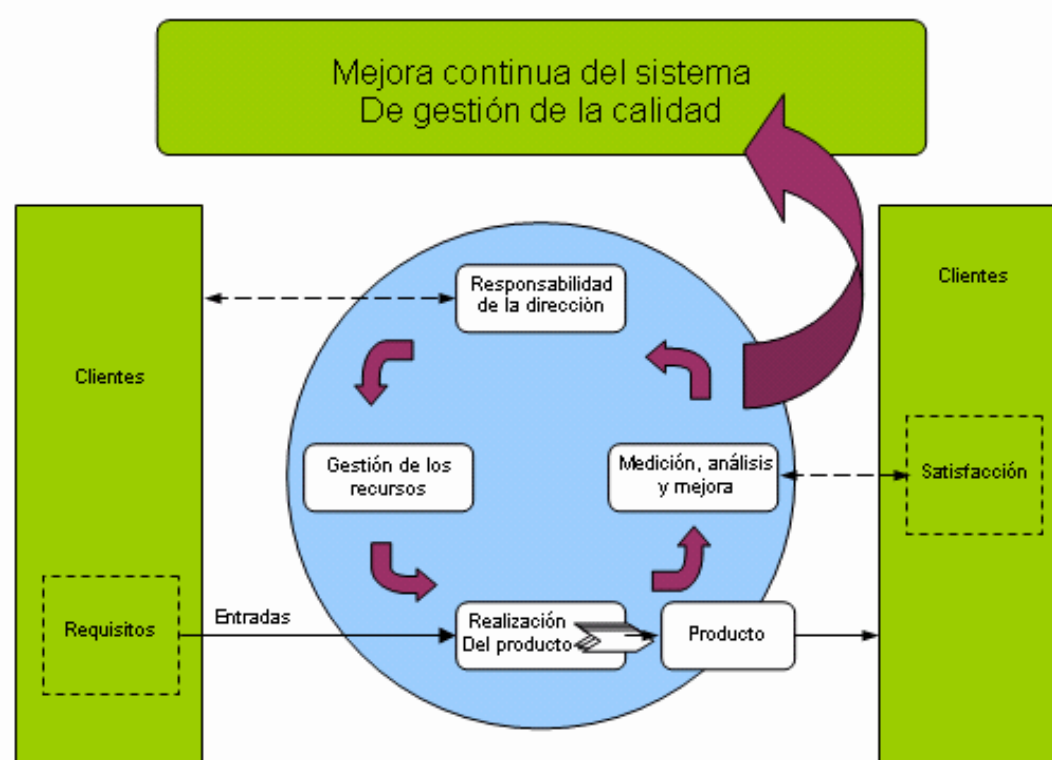 Mejora continua del sistema
De gestión de la calidad
Clientes
Responsabilidad
de la dirección
Clientes
Gestión de los
recursos
Medición, análisis
y mejora
Satisfacción
Requisitos
Entradas
Realización
Del producto
Producto